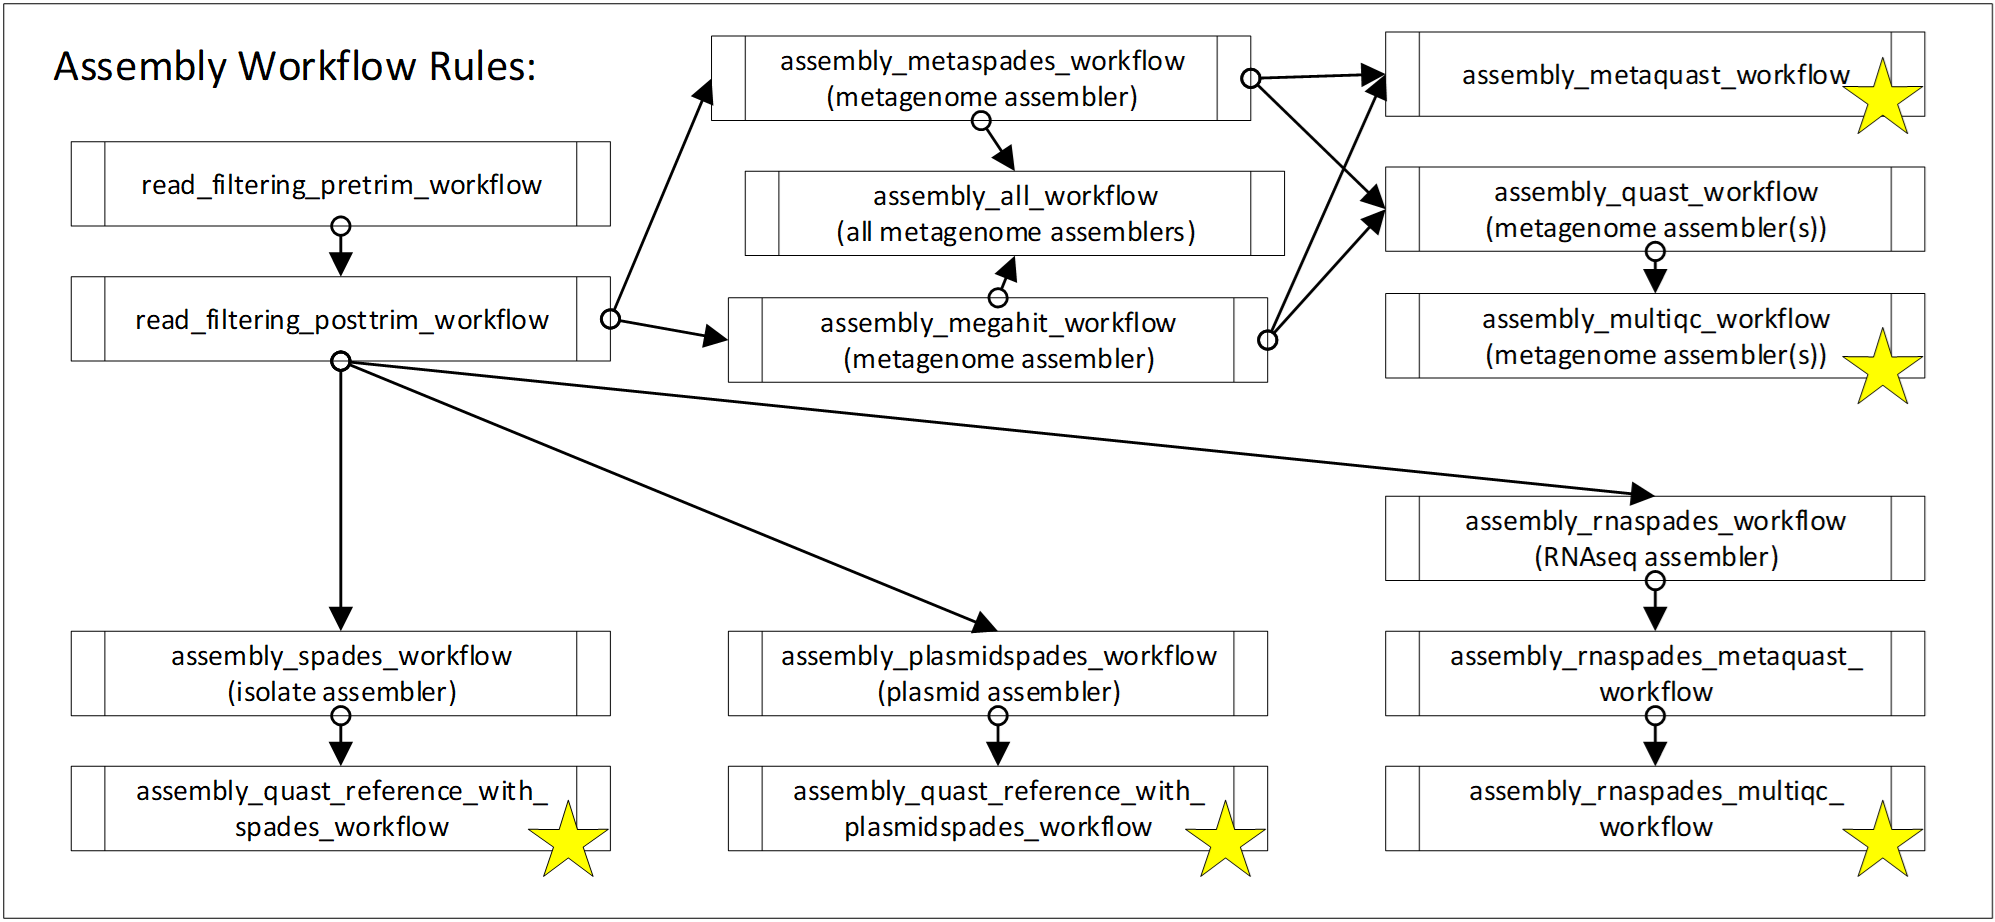 Assembly Workflow Rules:
read_filtering_pretrim_workflow
read_filtering_posttrim_workflow
assembly_metaspades_workflow
(metagenome assembler)
assembly_all_workflow
(all metagenome assemblers)
assembly_megahit_workflow
(metagenome assembler)
assembly_metaquast_workflow
assembly_quast_workflow
(metagenome assembler(s))
assembly_multiqc_workflow
(metagenome assembler(s))
assembly_spades_workflow
(isolate assembler)
assembly_quast_reference_with_
spades_workflow
assembly_plasmidspades_workflow
(plasmid assembler)
assembly_quast_reference_with_
plasmidspades_workflow
assembly_rnaspades_workflow
(RNAseq assembler)
assembly_rnaspades_metaquast_
workflow
assembly_rnaspades_multiqc_
workflow